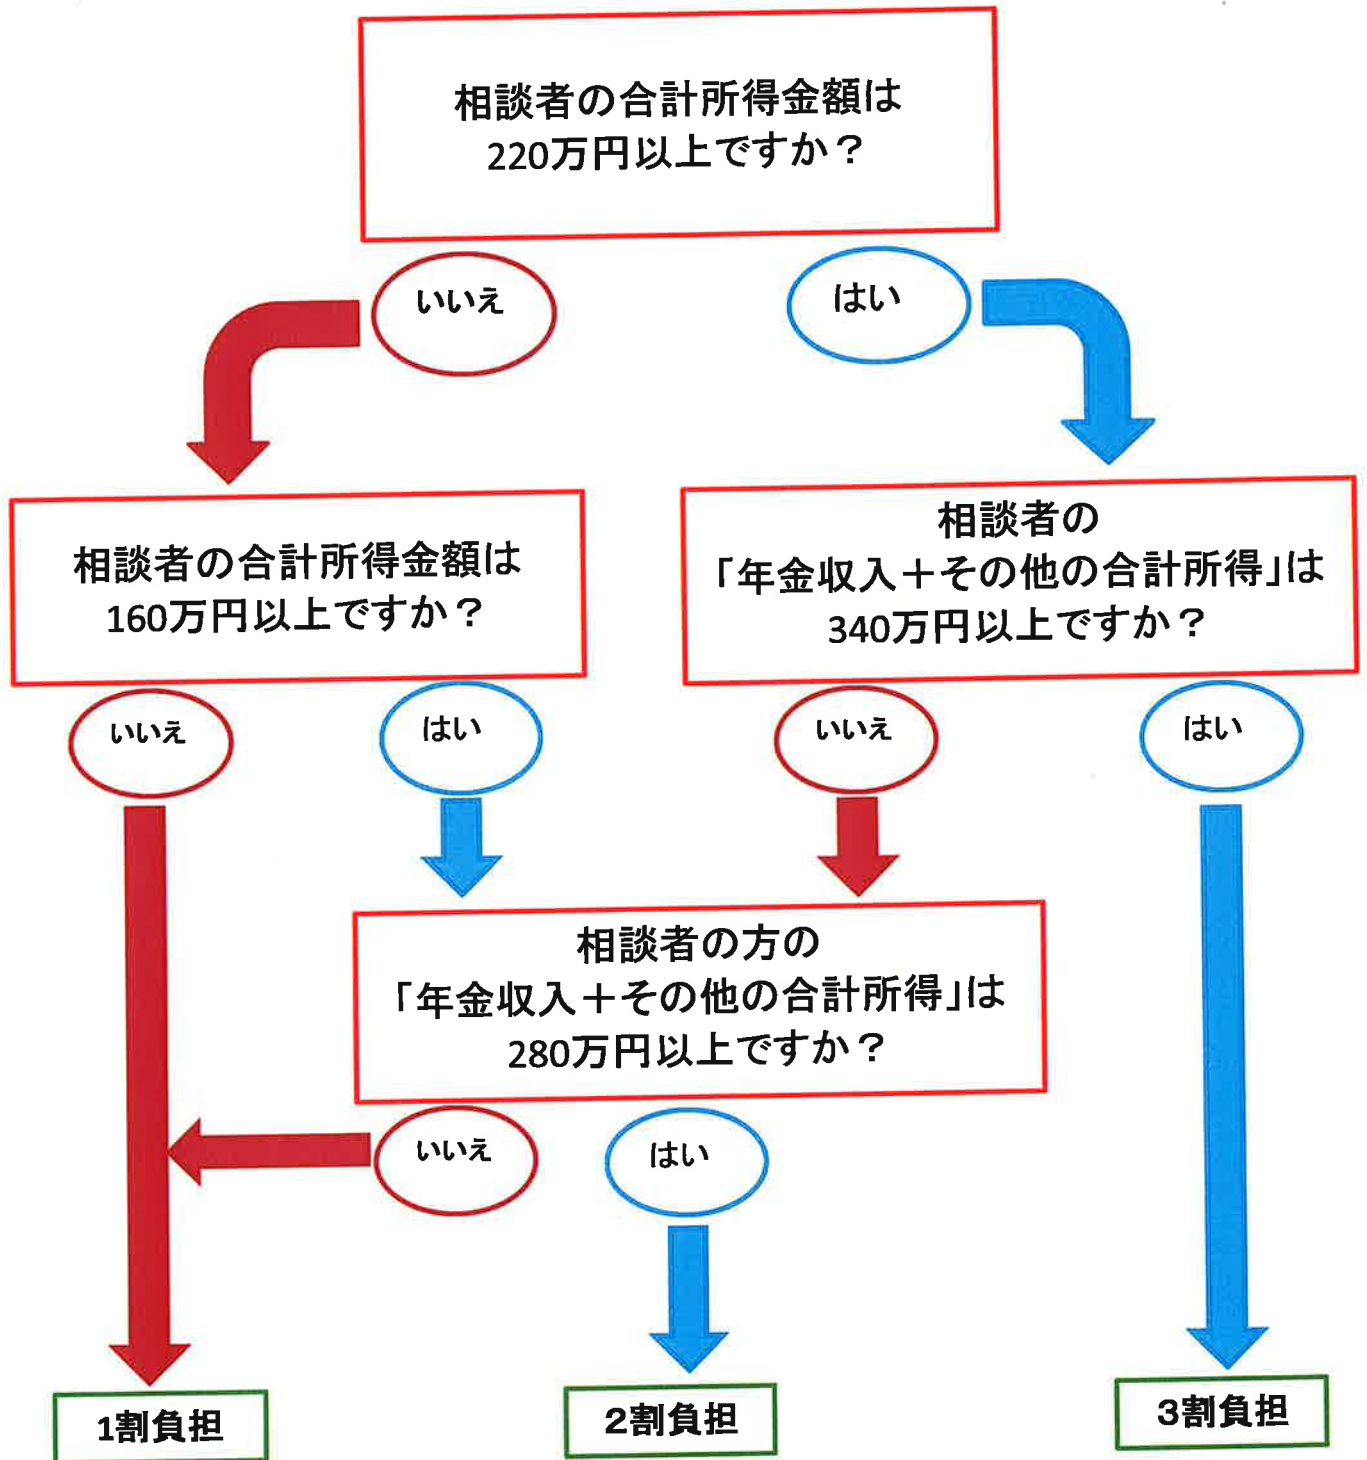 相談者の合計所得金額は
220万円以上ですか？
いいえ
はい
相談者の合計所得金額は
160万円以上ですか？
相談者の
「年金収入＋その他の合計所得」は
340万円以上ですか？
いいえ
はい
いいえ
はい
相談者の方の
「年金収入＋その他の合計所得」は
280万円以上ですか？
いいえ
はい
1割負担
２割負担
３割負担